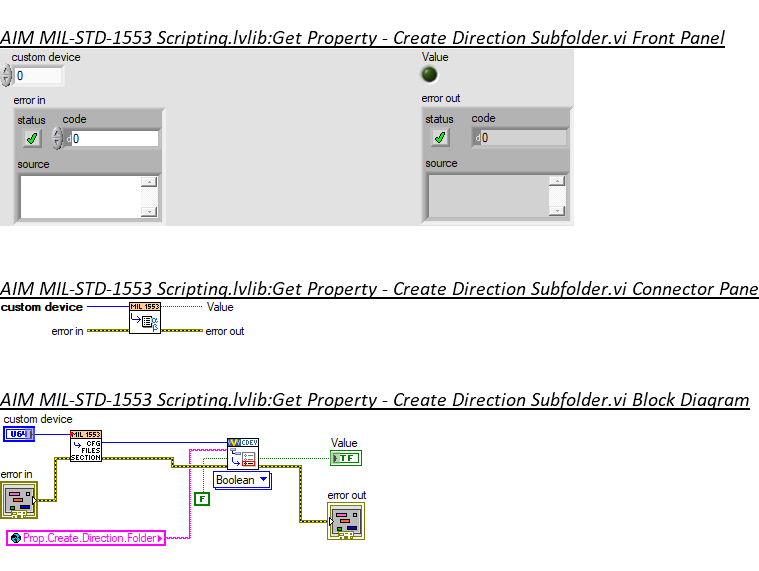 AIM MIL-STD-1553 Scripting.lvlib:Get Property - Create Direction Subfolder.vi Front Panel
custom device
Value
0
error in
error out
status code
status code
d0
d0
source
source
AIM MIL-STD-1553 Scripting.lvlib:Get Property - Create Direction Subfolder.vi Connector Pane
custom device
MIL 1553
Value
error in
error out
AIM MIL-STD-1553 Scripting.lvlib:Get Property - Create Direction Subfolder.vi Block Diagram
custom device
U64
MIL 1553
CFG
FILES
SECTION
CDEV
Value
TF
error in
Boolean
F
error out
Prop.Create.Direction.Folder